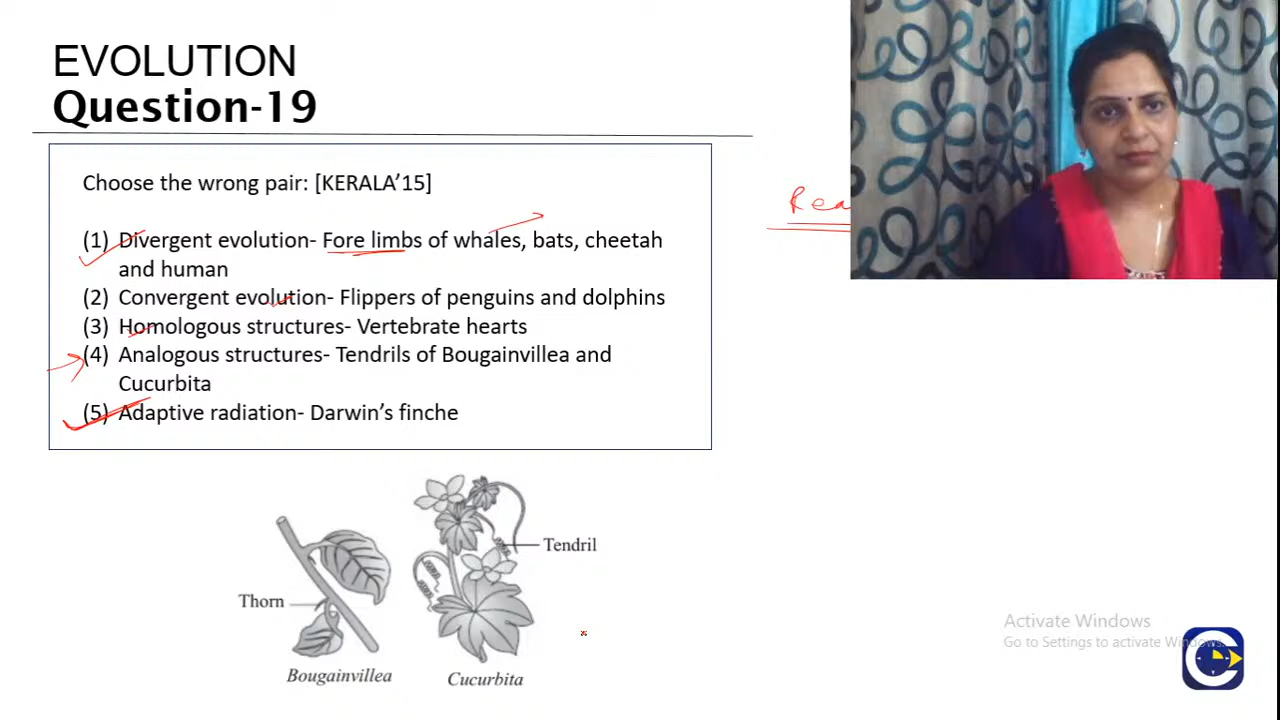 EVOLUTION
Question-19
Choose the wrong pair: [KERALA'15]
(1) Divergent evolution- Fore limbs of whales, bats, cheetah
and human
(2) Convergent evolution- Flippers of penguins and dolphins
(3) Homologous structures- Vertebrate hearts
(4) Analogous structures- Tendrils of Bougainvillea and
Cucurbita
(5) Adaptive radiation- Darwin's finche
Tendril
Thorn
Bougainvillea
Cucurbita
Activate Windows
Go to Settings to activate Windows.